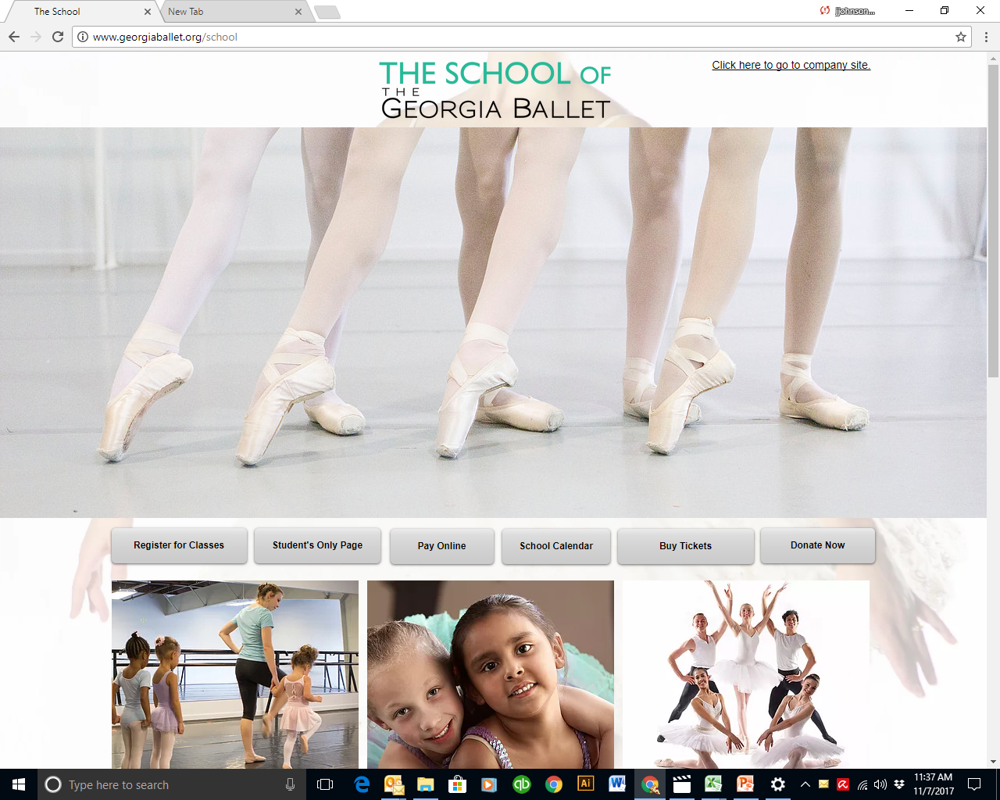 The School
New Tab
jjohnson...
www.georgiaballet.org/school
THE SCHOOL OF
THE
GEORGIA BALLET
Click here to go to company site.
Register for Classes
Student's Only Page
Pay Online
School Calendar
Buy Tickets
Donate Now
Type here to search
Ai
11:37 AM
11/7/2017